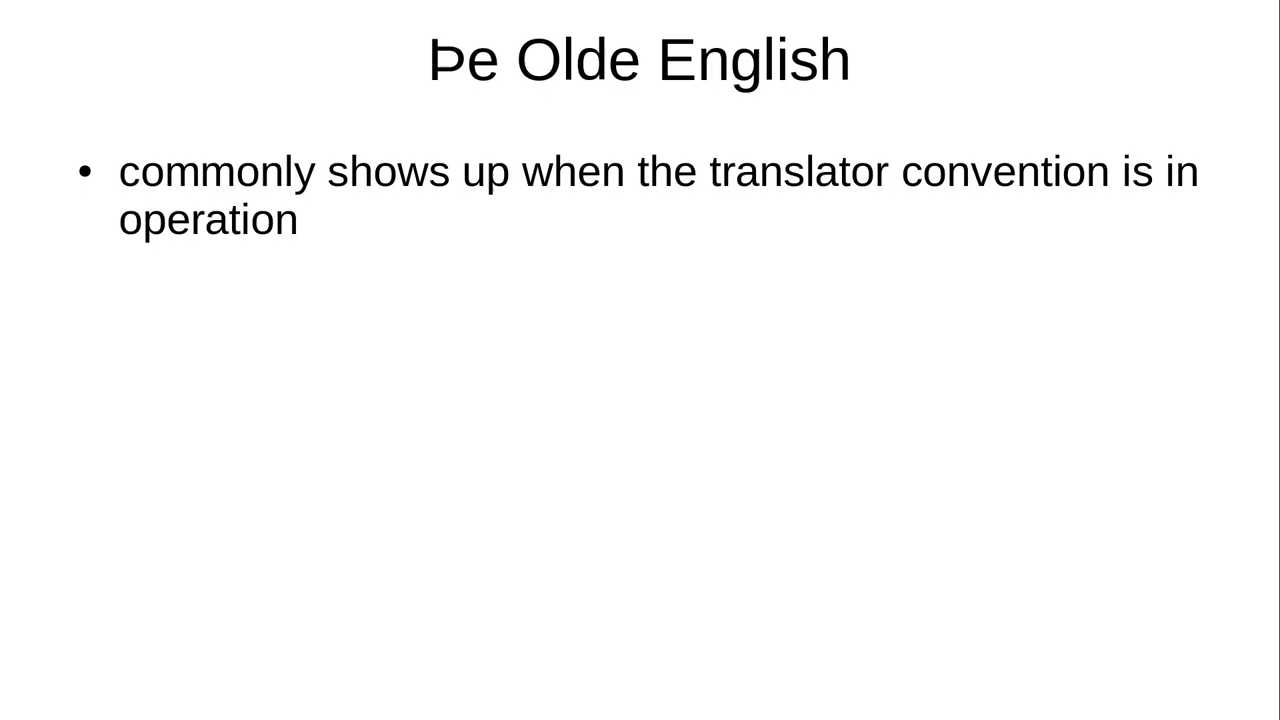 Þe Olde English
• commonly shows up when the translator convention is in
operation